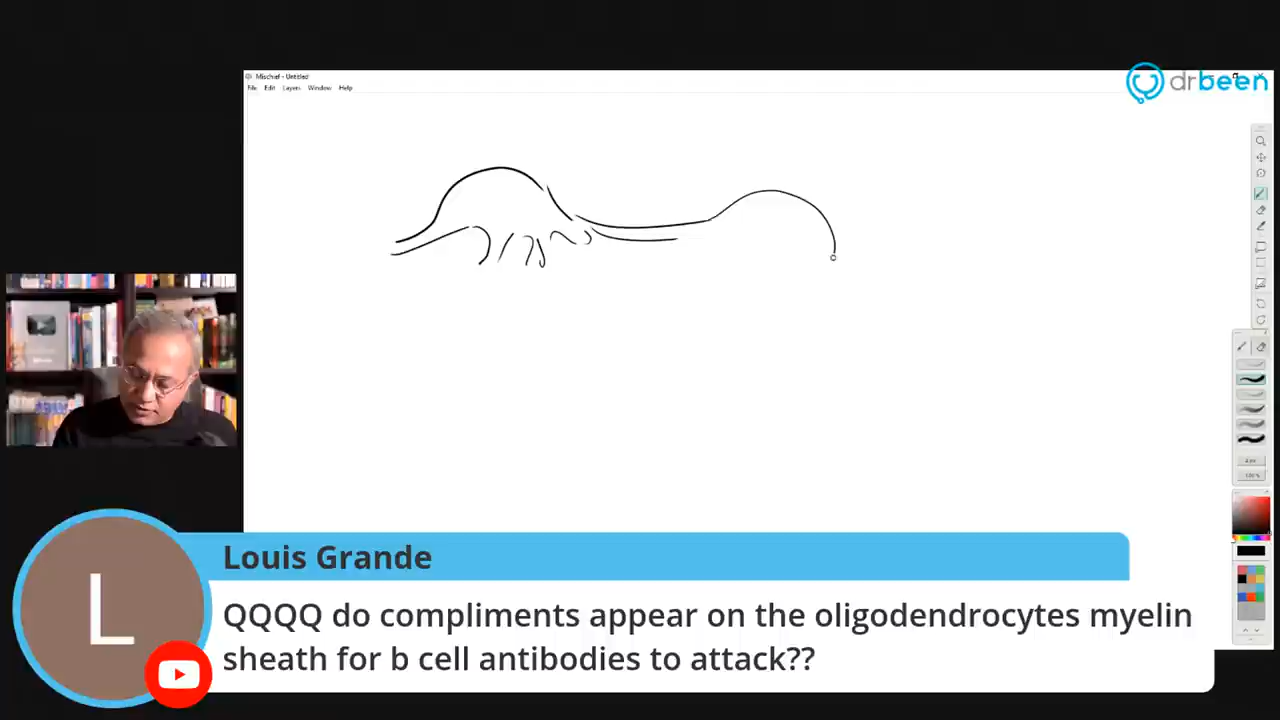 Mischief - Untitled
File Edit Layers Window Help
drbeen
L
Louis Grande
QQQQ do compliments appear on the oligodendrocytes myelin
sheath for b cell antibodies to attack??